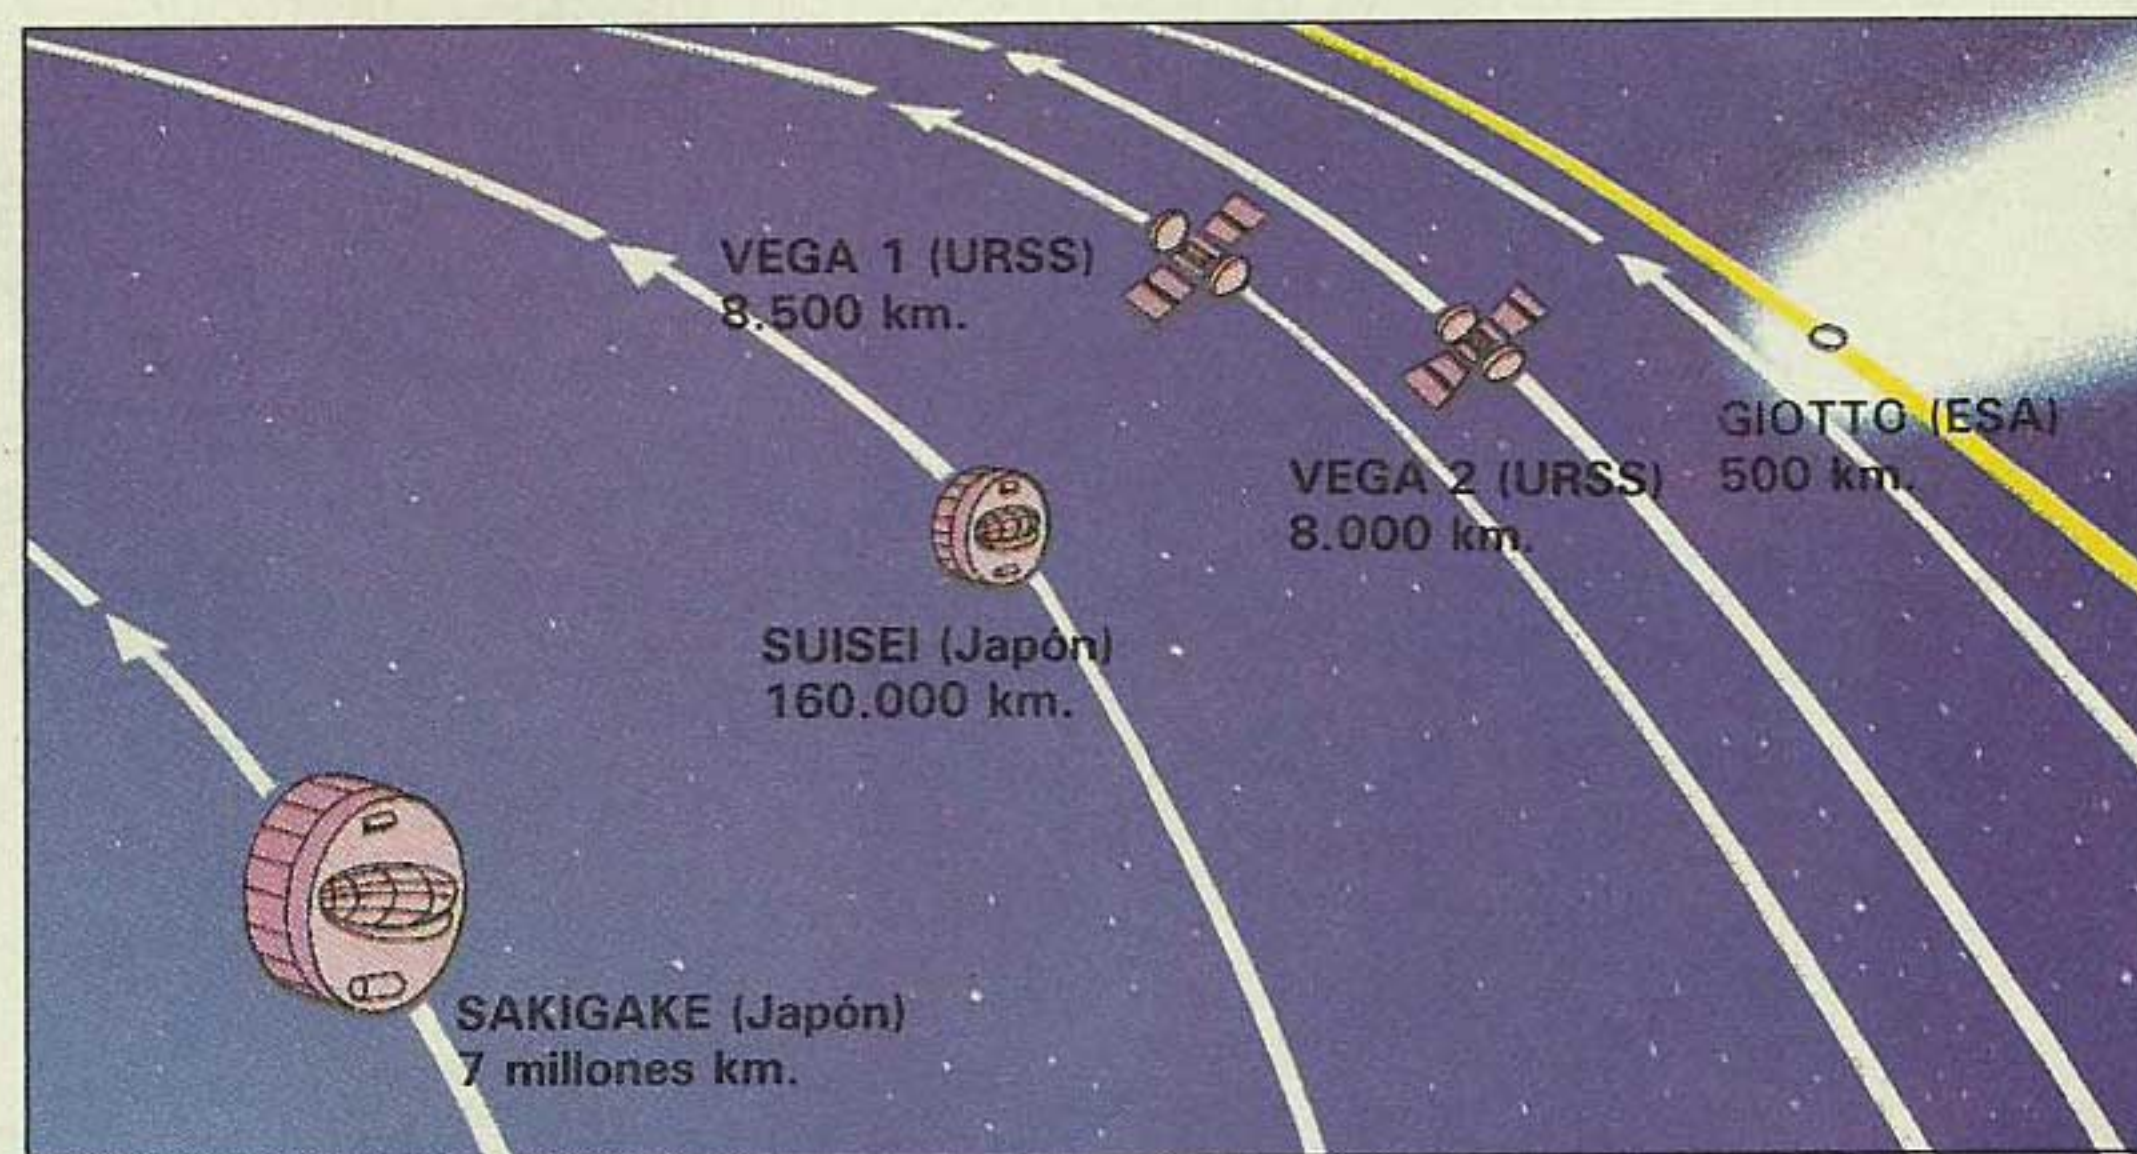 VEGA 1 (URSS)
8.500 km.
GIOTTO (ESA)
500 km.
VEGA 2 (URSS)
8.000 km.
SUISEI (Japón)
160.000 km.
SAKIGAKE (Japón)
7 millones km.